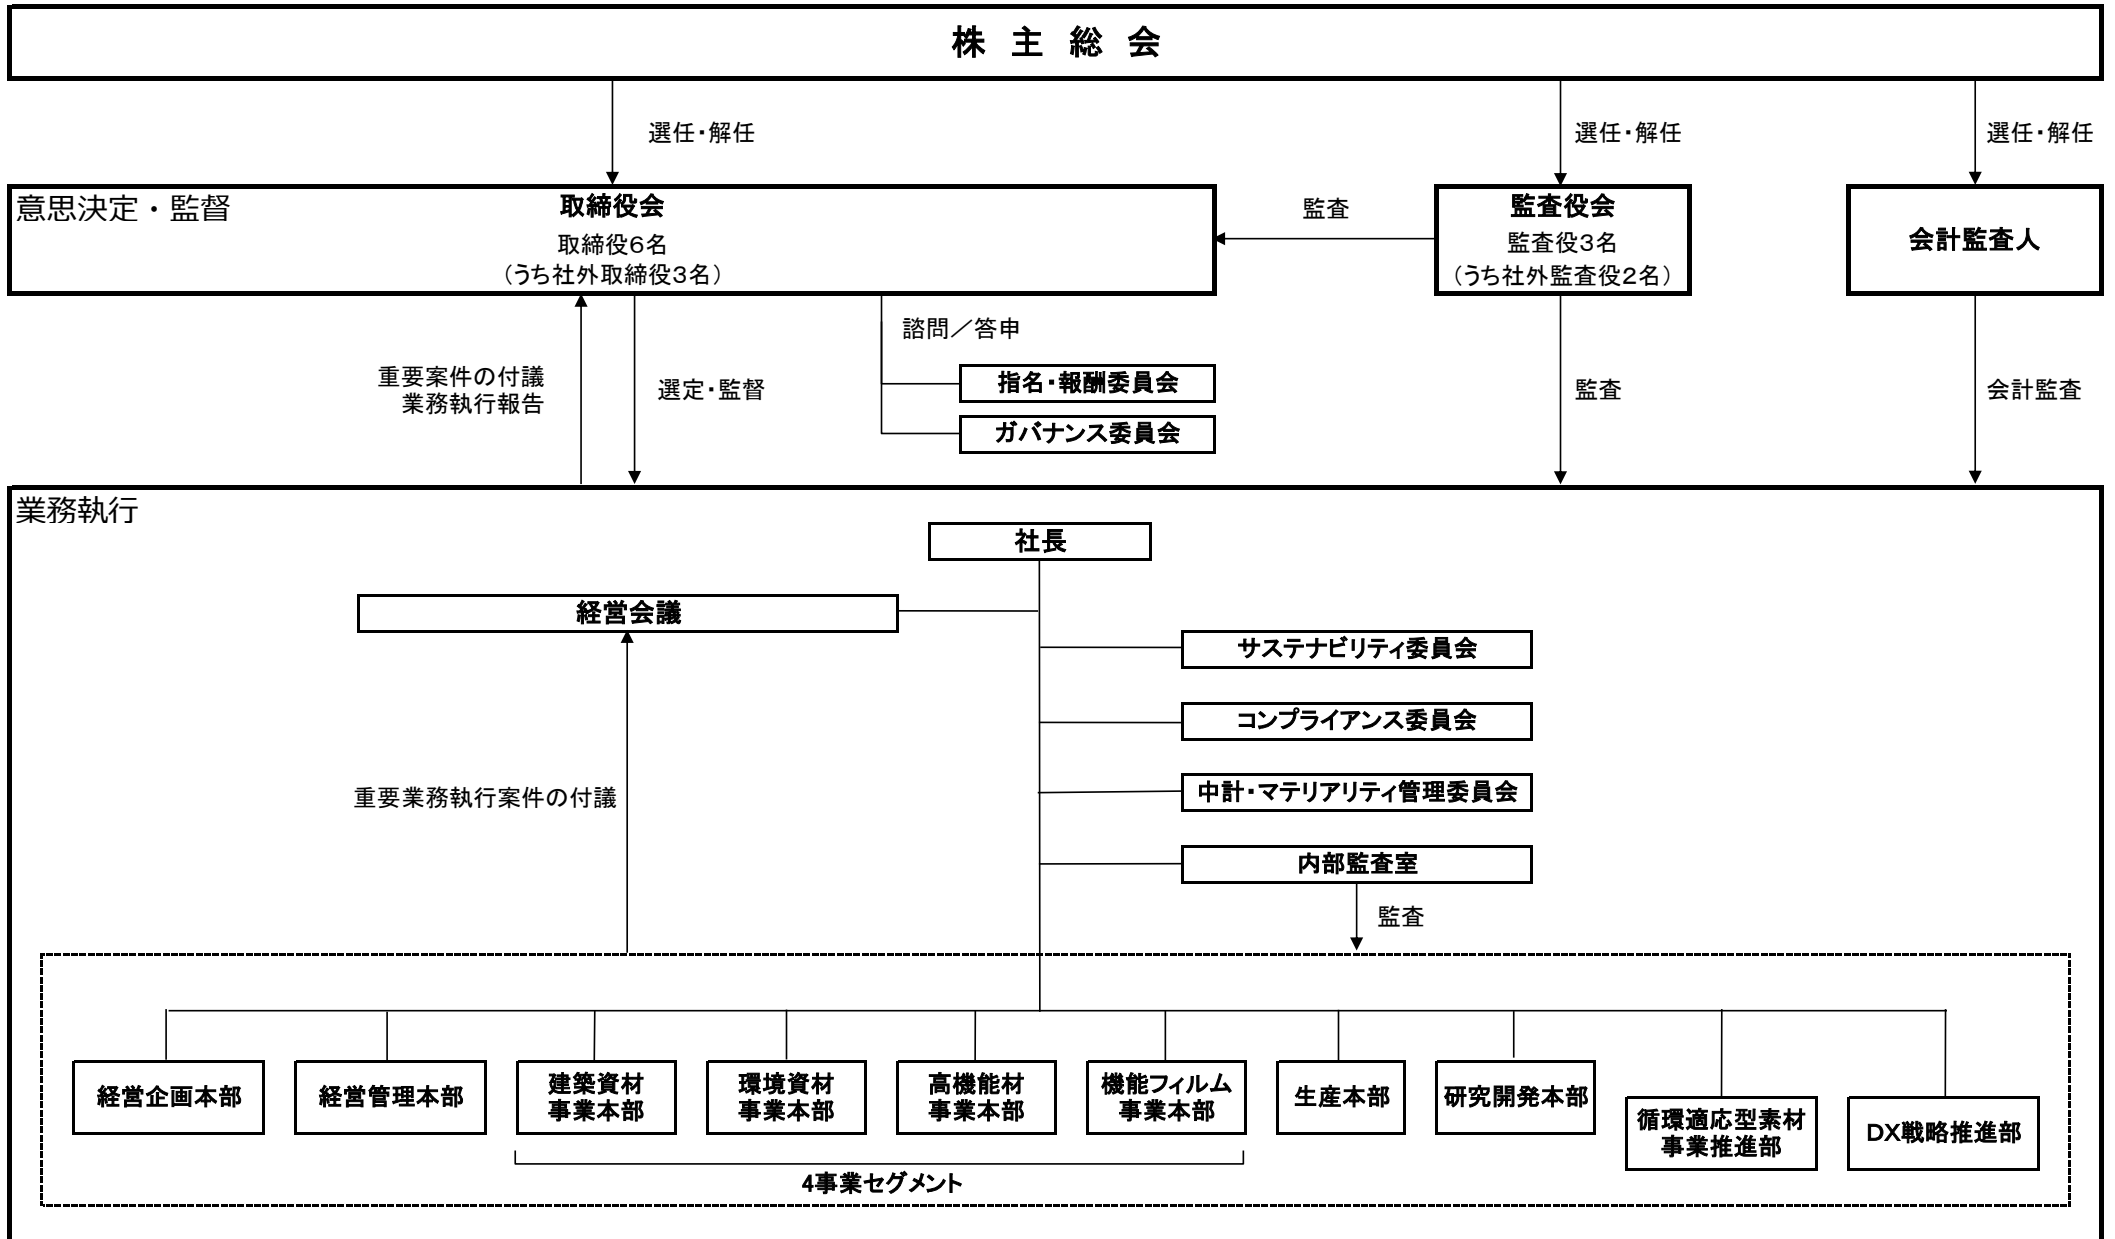 株 主 総 会
選任・解任
選任・解任
選任・解任
意思決定・監督
取締役会
取締役6名
（うち社外取締役3名）
監査
監査役会
監査役3名
（うち社外監査役2名）
会計監査人
諮問／答申
指名・報酬委員会
ガバナンス委員会
重要案件の付議
業務執行報告
選定・監督
監査
会計監査
業務執行
社長
経営会議
サステナビリティ委員会
コンプライアンス委員会
中計・マテリアリティ管理委員会
重要業務執行案件の付議
内部監査室
監査
経営企画本部
経営管理本部
建築資材
事業本部
環境資材
事業本部
高機能材
事業本部
機能フィルム
事業本部
生産本部
研究開発本部
循環適応型素材
事業推進部
DX戦略推進部
4事業セグメント